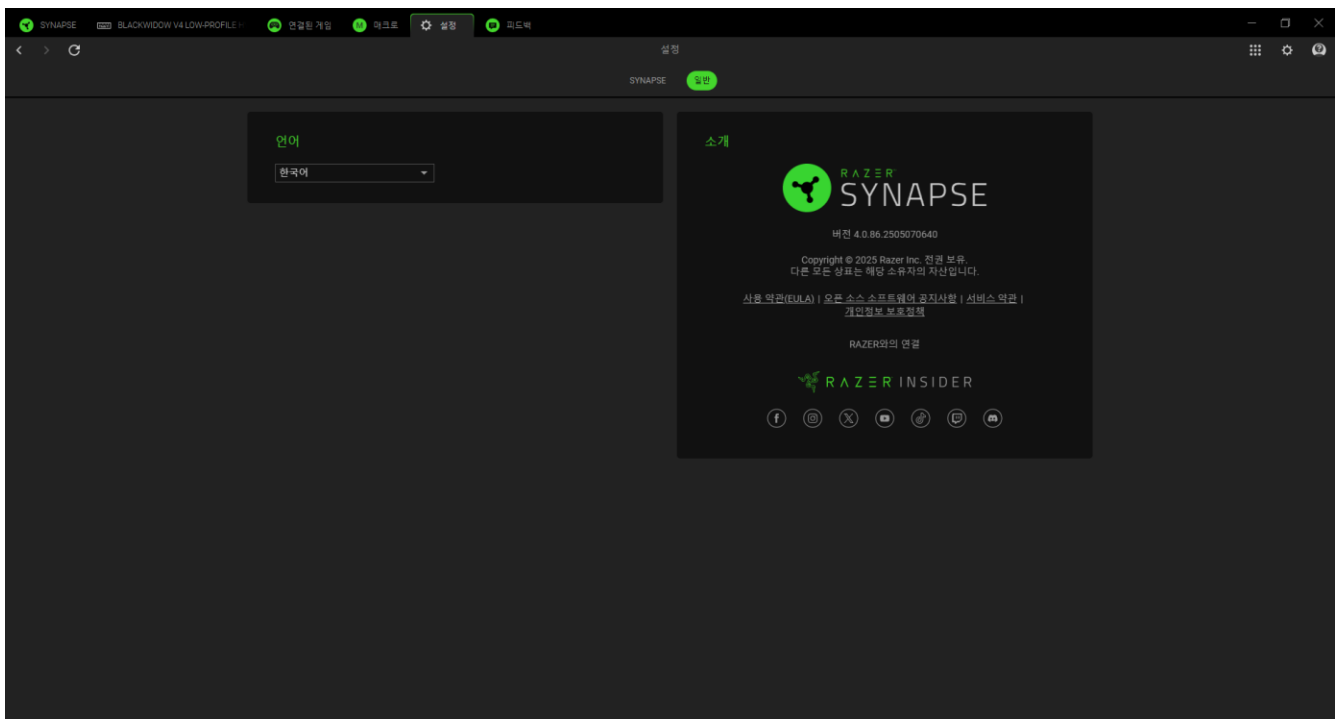 SYNAPSE BLACKWIDOW V4 LOW-PROFILE H 연결된 게임 매크로 설정 피드백
설정
SYNAPSE 일반
언어
한국어
소개
RAZER
SYNAPSE
버전 4.0.86.2505070640
Copyright © 2025 Razer Inc. 전권 보유.
다른 모든 상표는 해당 소유자의 자산입니다.
사용 약관(EULA) | 오픈 소스 소프트웨어 공지사항 | 서비스 약관 |
개인정보 보호정책
RAZER와의 연결
RAZER INSIDER